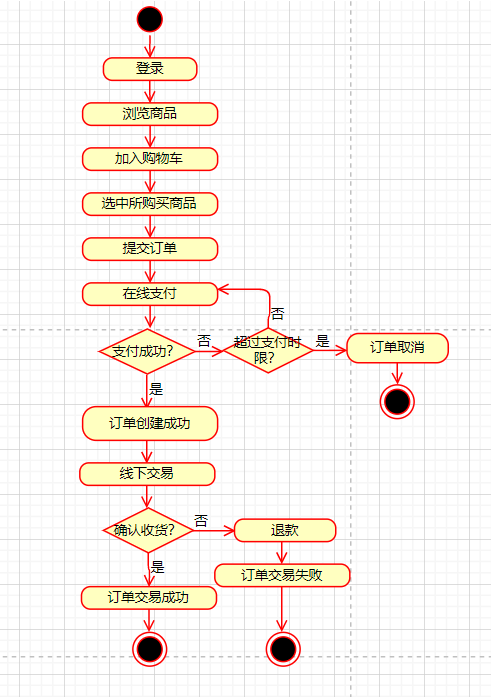 登录
浏览商品
加入购物车
选中所购买商品
提交订单
在线支付
否
支付成功?
否
超过支付时
限?
是
订单取消
是
订单创建成功
线下交易
确认收货?
否
退款
是
订单交易失败
订单交易成功